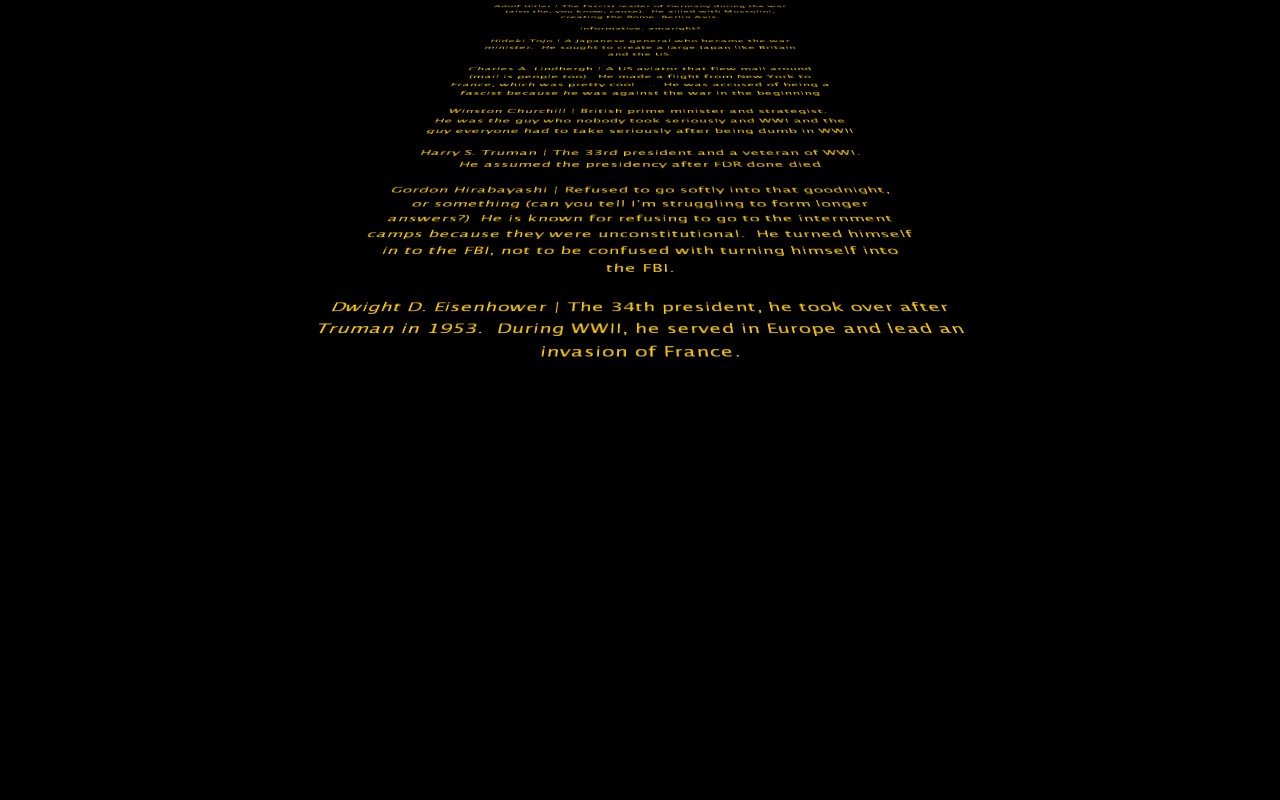 Adolf Hitler | The fascist leader of Germany during the war
(also the, you know, cause). He allied with Mussolini,
creating the Rome-Berlin Axis.
Informative, amaright?
Hideki Tojo | A Japanese general who became the war
minister. He sought to create a large Japan like Britain
and the US.
Charles A. Lindbergh | A US aviator that flew mail around
(mail is people too). He made a flight from New York to
France, which was pretty cool. He was accused of being a
fascist because he was against the war in the beginning
Winston Churchill | British prime minister and strategist.
He was the guy who nobody took seriously and WWI and the
guy everyone had to take seriously after being dumb in WWII
Harry S. Truman | The 33rd president and a veteran of WWI.
He assumed the presidency after FDR done died
Gordon Hirabayashi | Refused to go softly into that goodnight,
or something (can you tell I'm struggling to form longer
answers?) He is known for refusing to go to the internment
camps because they were unconstitutional. He turned himself
in to the FBI, not to be confused with turning himself into
the FBI.
Dwight D. Eisenhower | The 34th president, he took over after
Truman in 1953. During WWII, he served in Europe and lead an
invasion of France.